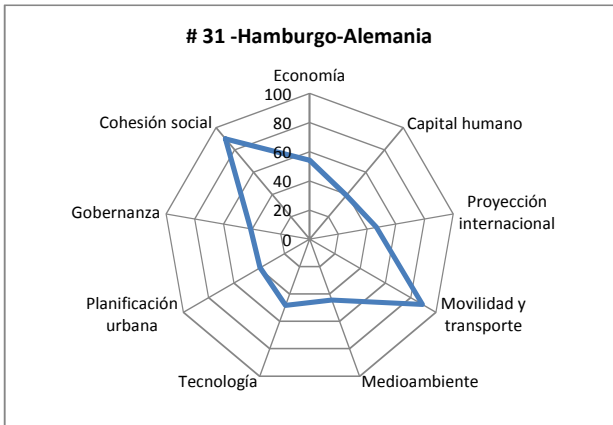 # 31 -Hamburgo-Alemania
Economía
100
80
60
40
20
0
Capital humano
Proyección
internacional
Movilidad y
transporte
Medioambiente
Tecnología
Planificación
urbana
Gobernanza
Cohesión social